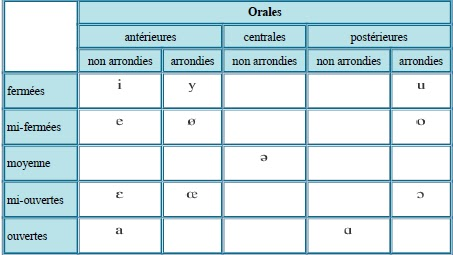 Orales
antérieures centrales postérieures
non arrondies arrondies non arrondies non arrondies arrondies
fermées i y u
mi-fermées e ø o
moyenne ə
mi-ouvertes ɛ œ ɔ
ouvertes a ɑ